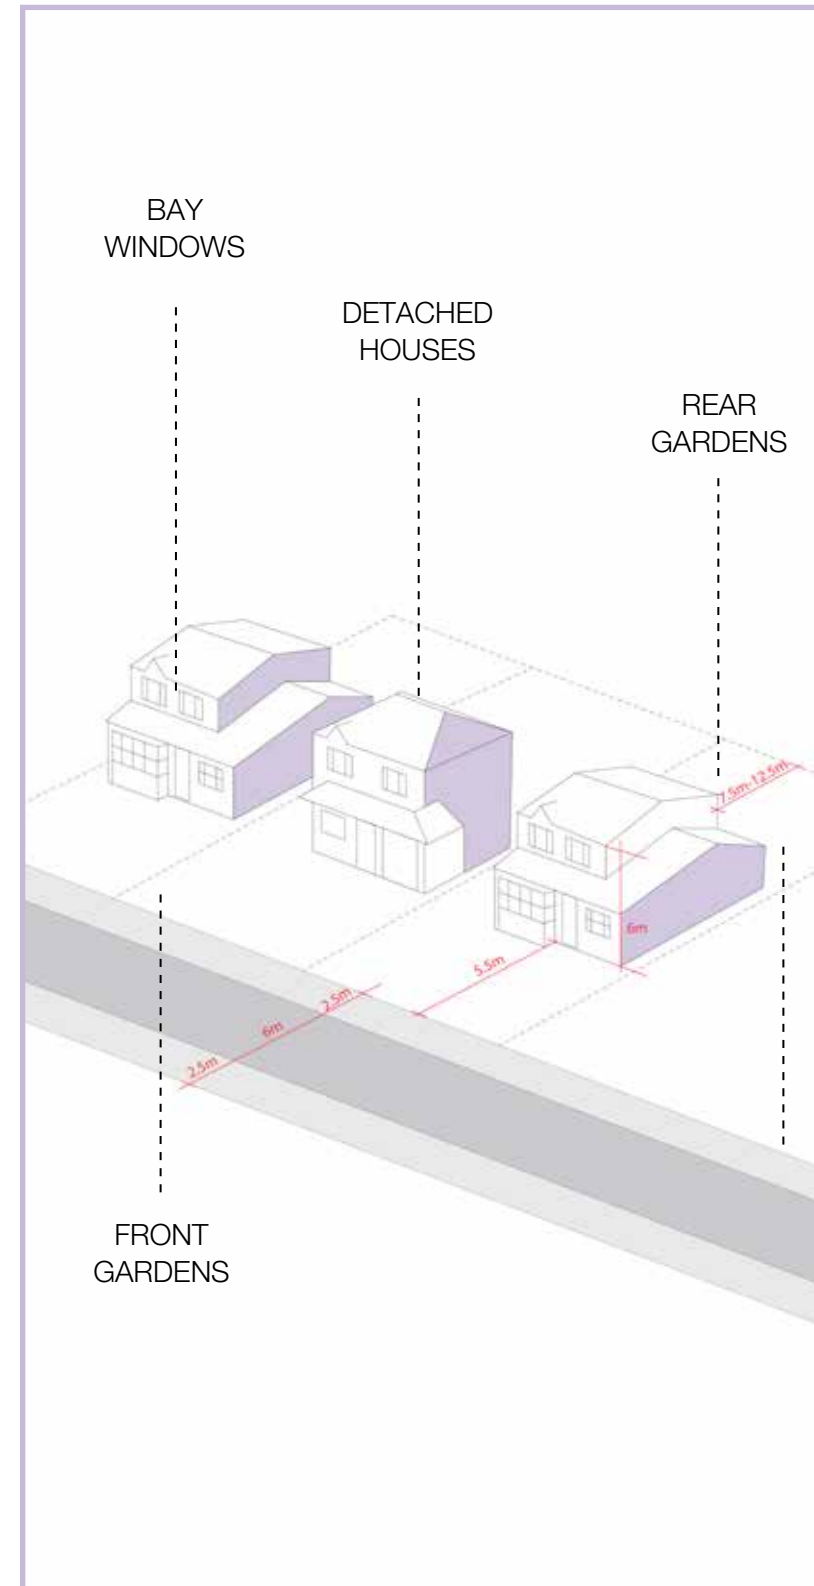 BAY
WINDOWS
DETACHED
HOUSES
REAR
GARDENS
7.5m-12.5m
6m
5.5m
2.5m
6m
2.5m
FRONT
GARDENS